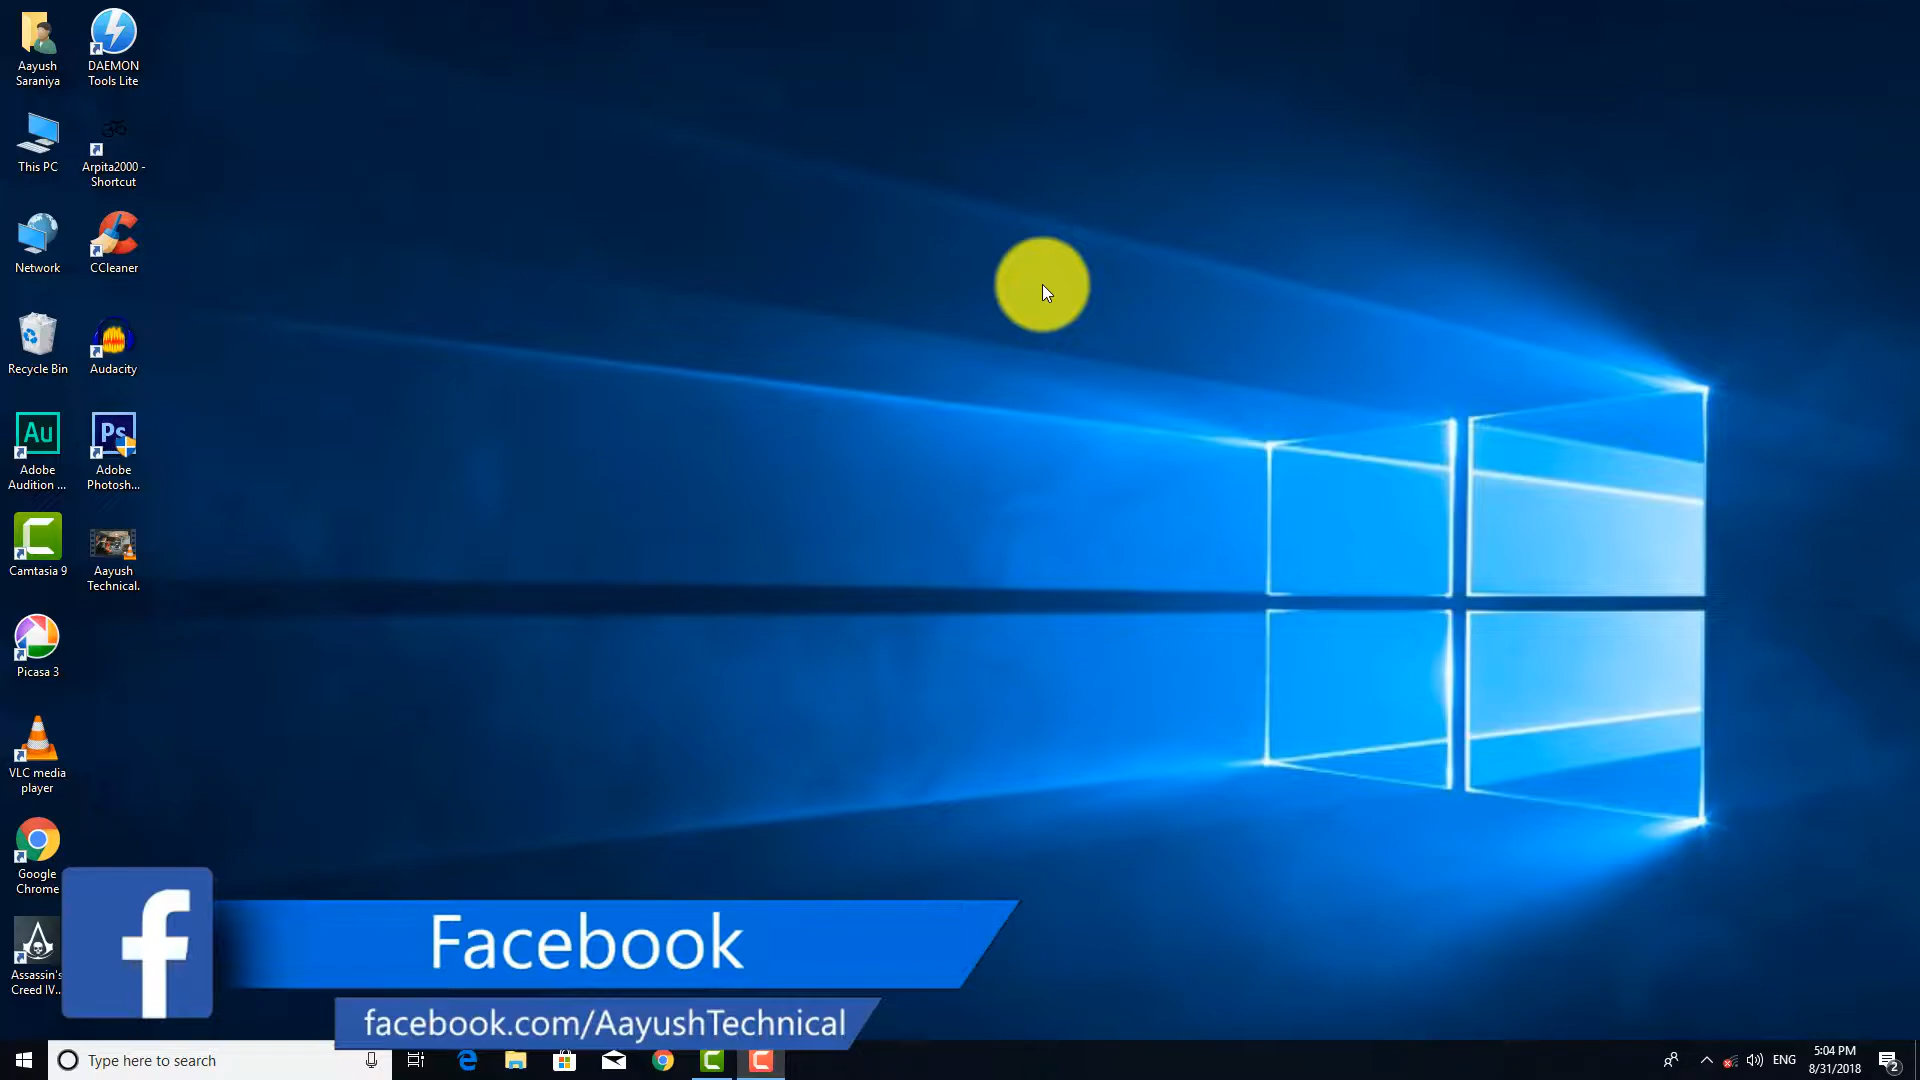 Aayush
Saraniya
DAEMON
Tools Lite
This PC
Arpita2000 -
Shortcut
Network
CCleaner
Recycle Bin
Audacity
Au
Adobe
Audition ...
Ps
Adobe
Photosh...
Camtasia 9
Aayush
Technical.
Picasa 3
VLC media
player
Google
Chrome
Assassin's
Creed IV...
f
Facebook
facebook.com/AayushTechnical
Type here to search
ENG
5:04 PM
8/31/2018
2